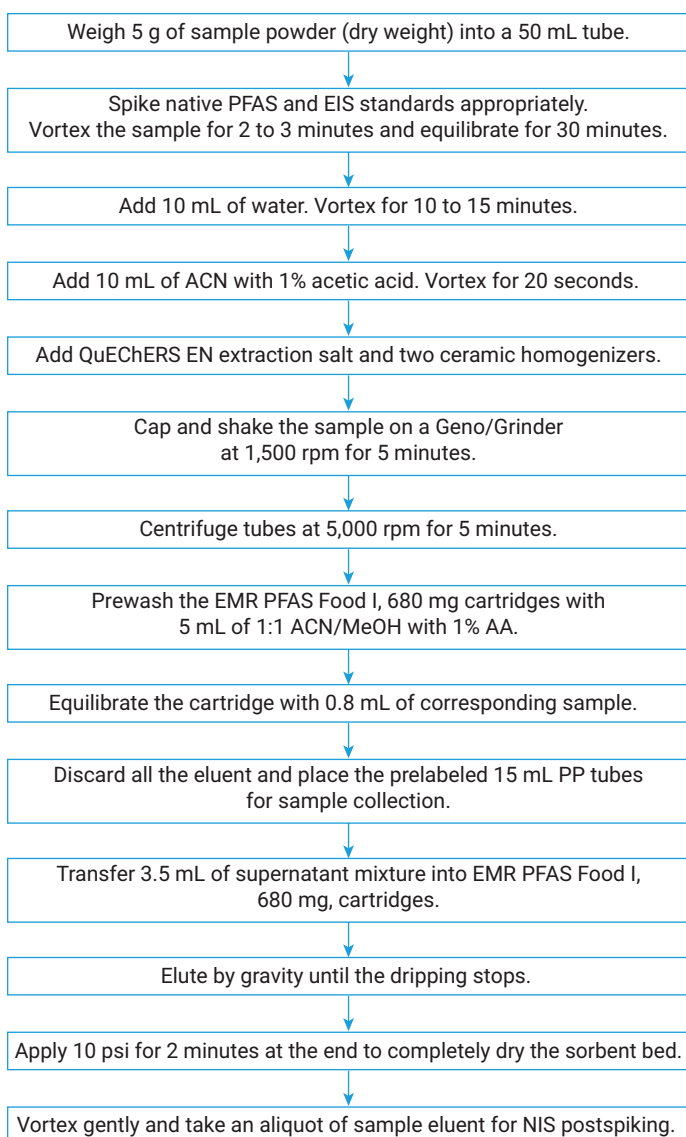 Weigh 5 g of sample powder (dry weight) into a 50 mL tube.
Spike native PFAS and EIS standards appropriately.
Vortex the sample for 2 to 3 minutes and equilibrate for 30 minutes.
Add 10 mL of water. Vortex for 10 to 15 minutes.
Add 10 mL of ACN with 1% acetic acid. Vortex for 20 seconds.
Add QuEChERS EN extraction salt and two ceramic homogenizers.
Cap and shake the sample on a Geno/Grinder
at 1,500 rpm for 5 minutes.
Centrifuge tubes at 5,000 rpm for 5 minutes.
Prewash the EMR PFAS Food I, 680 mg cartridges with
5 mL of 1:1 ACN/MeOH with 1% AA.
Equilibrate the cartridge with 0.8 mL of corresponding sample.
Discard all the eluent and place the prelabeled 15 mL PP tubes
for sample collection.
Transfer 3.5 mL of supernatant mixture into EMR PFAS Food I,
680 mg, cartridges.
Elute by gravity until the dripping stops.
Apply 10 psi for 2 minutes at the end to completely dry the sorbent bed.
Vortex gently and take an aliquot of sample eluent for NIS postspiking.